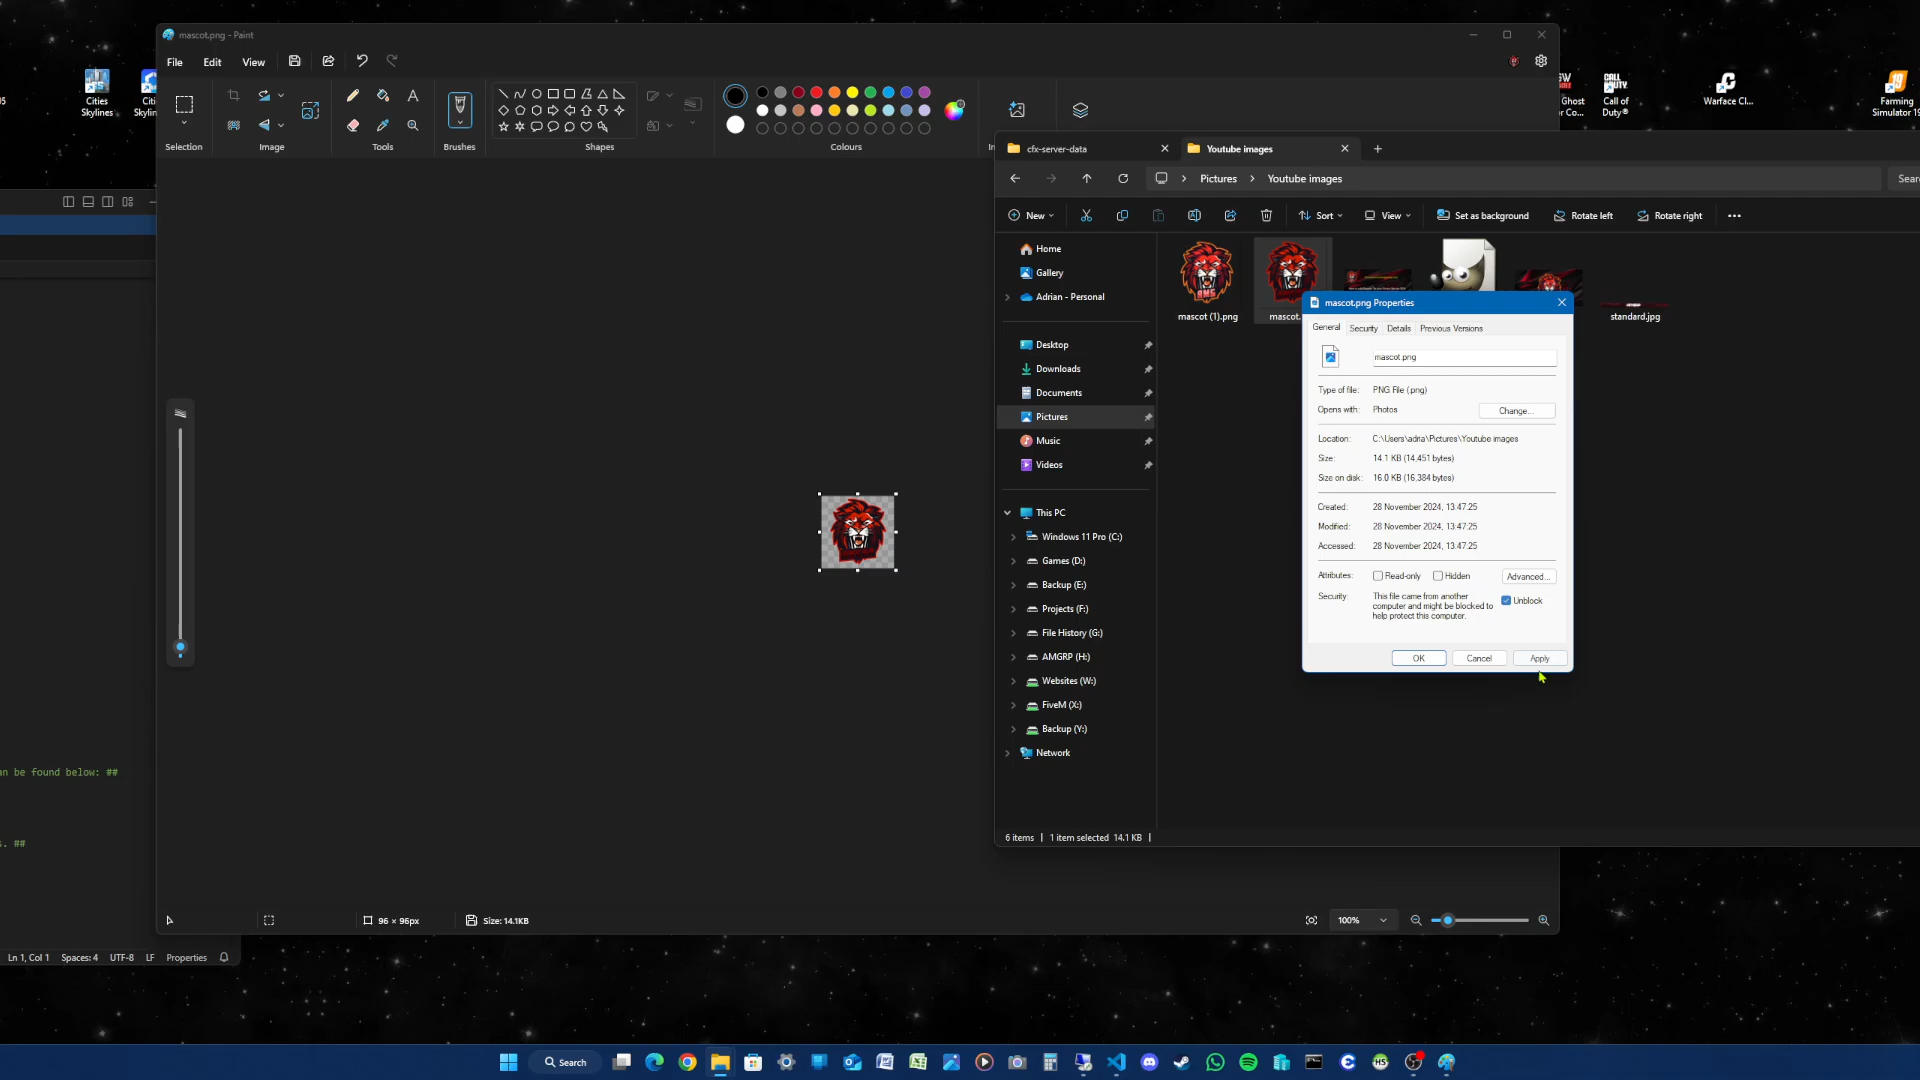 mascot.png - Paint
File Edit View
Cities
Skylines
Selection
Image
Tools
Brushes
Shapes
Colours
Ghost
Call of
Duty®
Warface Cl...
Farming
Simulator 19
cfx-server-data
Youtube images
Pictures > Youtube images
New
Sort
View
Set as background
Rotate left
Rotate right
Home
Gallery
Adrian - Personal
Desktop
Downloads
Documents
Pictures
Music
Videos
This PC
Windows 11 Pro (C:)
Games (D:)
Backup (E:)
Projects (F:)
File History (G:)
AMGRP (H:)
Websites (W:)
FiveM (X:)
Backup (Y:)
Network
mascot (1).png
mascot.
standard.jpg
mascot.png Properties
General Security Details Previous Versions
mascot.png
Type of file: PNG File (.png)
Opens with: Photos
Change...
Location: C:\Users\adria\Pictures\Youtube images
Size: 14.1 KB (14,451 bytes)
Size on disk: 16.0 KB (16,384 bytes)
Created: 28 November 2024, 13:47:25
Modified: 28 November 2024, 13:47:25
Accessed: 28 November 2024, 13:47:25
Attributes: Read-only Hidden Advanced...
Security: This file came from another
computer and might be blocked to
help protect this computer.
Unblock
OK Cancel Apply
6 items | 1 item selected 14.1 KB |
n be found below: ##
. ##
96 × 96px
Size: 14.1KB
100%
Ln 1, Col 1 Spaces: 4 UTF-8 LF Properties
Search